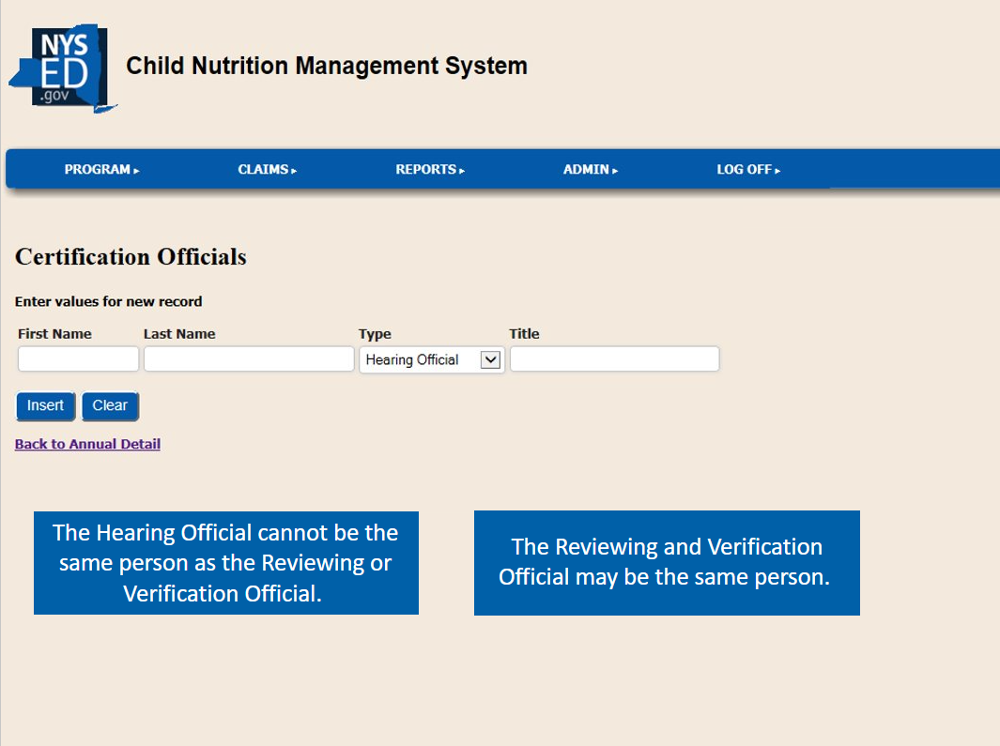 NYS
ED
.gov
Child Nutrition Management System
PROGRAM▸ CLAIMS▸ REPORTS▸ ADMIN▸ LOG OFF▸
Certification Officials
Enter values for new record
First Name Last Name Type Title
Hearing Official
Insert Clear
Back to Annual Detail
The Hearing Official cannot be the
same person as the Reviewing or
Verification Official.
The Reviewing and Verification
Official may be the same person.